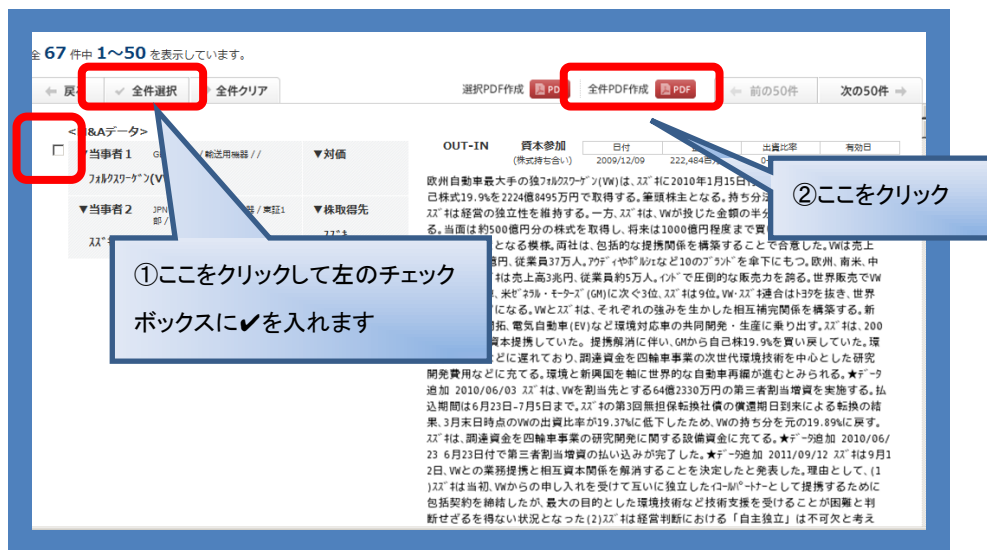 全 67 件中 1～50 を表示しています。
← 戻 ✓ 全件選択 全件クリア 選択PDF作成 PD 全件PDF作成 PDF ← 前の50件 次の50件 →
<M&Aデータ>
▼当事者1 /輸送用機器// ▼対価
ﾌｫﾙｸｽﾜｰｹﾞﾝ(V
▼当事者2 JPN 器/東証1 ▼株取得先
部/
ｽｽﾞｷ
OUT-IN 資本参加 日付 出資比率 有効日
(株式持ち合い) 2009/12/09 222,484百
欧州自動車最大手の独ﾌｫﾙｸｽﾜｰｹﾞﾝ(VW)は、ｽｽﾞｷに2010年1月15日
己株式19.9%を2224億8495万円で取得する。筆頭株主となる。持ち分法
ｽｽﾞｷは経営の独立性を維持する。一方、ｽｽﾞｷは、VWが投じた金額の半分
る。当面は約500億円分の株式を取得し、将来は1000億円程度まで買い
となる模様。両社は、包括的な提携関係を構築することで合意した。VWは売上
億円、従業員37万人。ｱｳﾃﾞｨやﾎﾟﾙｼｪなど10のﾌﾞﾗﾝﾄﾞを傘下にもつ。欧州、南米、中
ｷは売上高3兆円、従業員約5万人。ｲﾝﾄﾞで圧倒的な販売力を誇る。世界販売でVW
、米ｾﾞﾈﾗﾙ・ﾓｰﾀｰｽﾞ(GM)に次ぐ3位、ｽｽﾞｷは9位。VW・ｽｽﾞｷ連合はﾄﾖﾀを抜き、世界
になる。VWとｽｽﾞｷは、それぞれの強みを生かした相互補完関係を構築する。新
拓、電気自動車(EV)など環境対応車の共同開発・生産に乗り出す。ｽｽﾞｷは、200
資本提携していた。提携解消に伴い、GMから自己株19.9%を買い戻していた。環
どに遅れており、調達資金を四輪車事業の次世代環境技術を中心とした研究
開発費用などに充てる。環境と新興国を軸に世界的な自動車再編が進むとみられる。★ﾃﾞｰﾀ
追加 2010/06/03 ｽｽﾞｷは、VWを割当先とする64億2330万円の第三者割当増資を実施する。払
込期間は6月23日-7月5日まで。ｽｽﾞｷの第3回無担保転換社債の償還期日到来による転換の結
果、3月末日時点のVWの出資比率が19.37%に低下したため、VWの持ち分を元の19.89%に戻す。
ｽｽﾞｷは、調達資金を四輪車事業の研究開発に関する設備資金に充てる。★ﾃﾞｰﾀ追加 2010/06/
23 6月23日付で第三者割当増資の払い込みが完了した。★ﾃﾞｰﾀ追加 2011/09/12 ｽｽﾞｷは9月1
2日、VWとの業務提携と相互資本関係を解消することを決定したと発表した。理由として、(1
)ｽｽﾞｷは当初、VWからの申し入れを受けて互いに独立したｲｺｰﾙﾊﾟｰﾄﾅｰとして提携するために
包括契約を締結したが、最大の目的とした環境技術など技術支援を受けることが困難と判
断せざるを得ない状況となった(2)ｽｽﾞｷは経営判断における「自主独立」は不可欠と考え
①ここをクリックして左のチェック
ボックスに✔を入れます
②ここをクリック